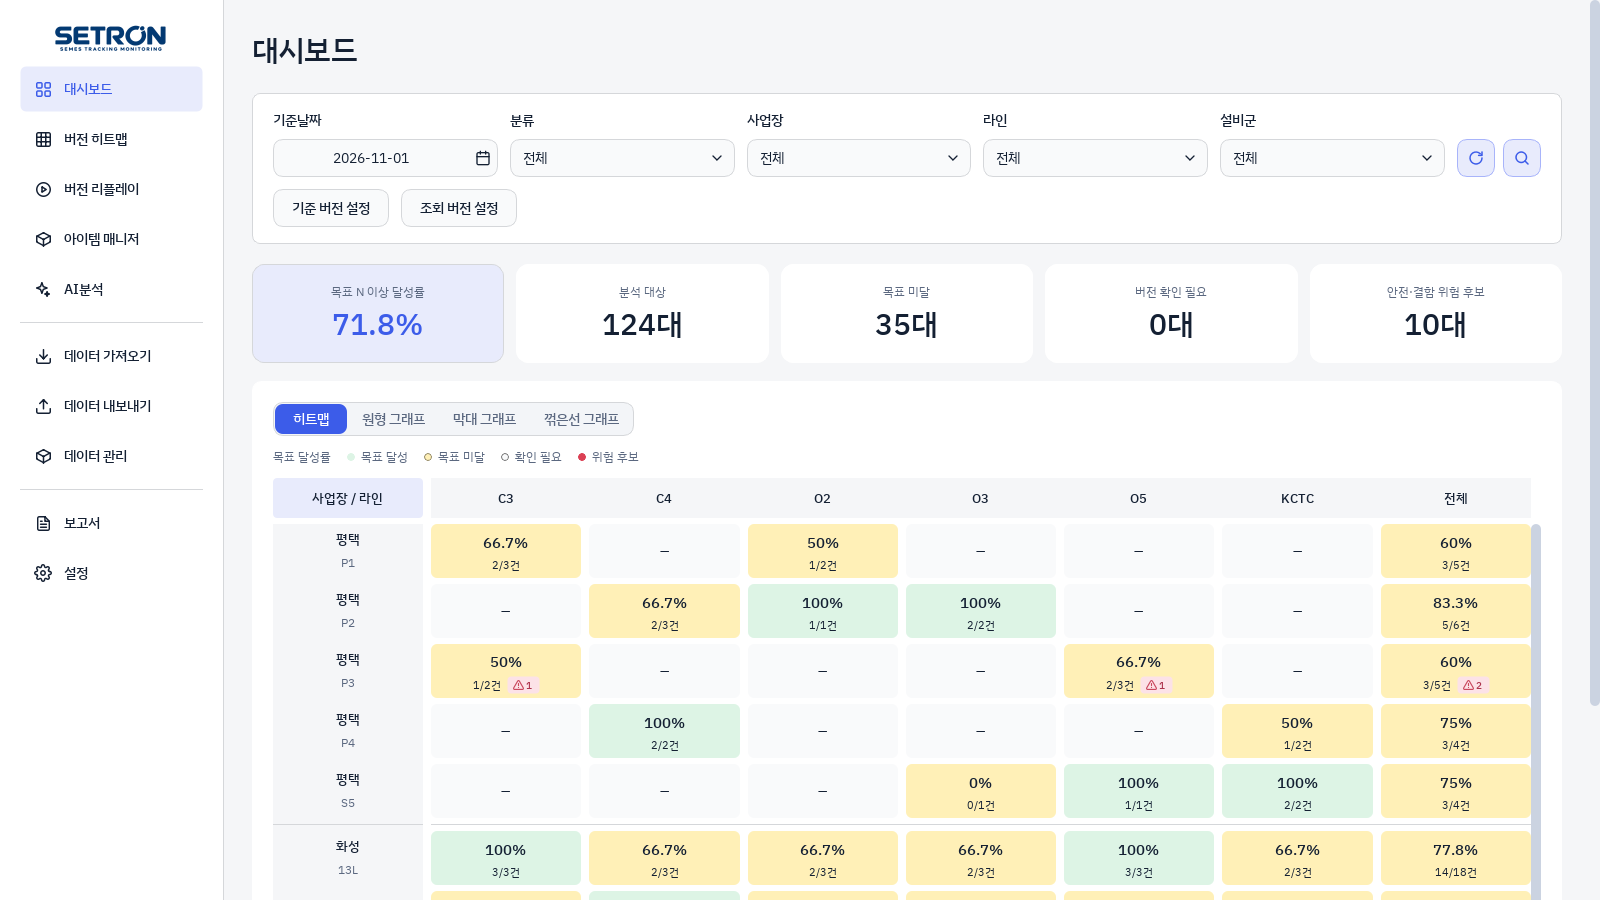 SETRON
SEMES TRACKING MONITORING
대시보드
버전 히트맵
버전 리플레이
아이템 매니저
AI분석
데이터 가져오기
데이터 내보내기
데이터 관리
보고서
설정
대시보드
기준날짜 분류 사업장 라인 설비군
2026-11-01 전체 전체 전체 전체
기준 버전 설정 조회 버전 설정
목표 N 이상 달성률 분석 대상 목표 미달 버전 확인 필요 안전·결함 위험 후보
71.8% 124대 35대 0대 10대
히트맵 원형 그래프 막대 그래프 꺾은선 그래프
목표 달성률 목표 달성 목표 미달 확인 필요 위험 후보
사업장 / 라인 C3 C4 O2 O3 O5 KCTC 전체
평택 66.7% — 50% — — — 60%
P1 2/3건 1/2건 3/5건
평택 — 66.7% 100% 100% — — 83.3%
P2 2/3건 1/1건 2/2건 5/6건
평택 50% — — — 66.7% — 60%
P3 1/2건 1 2/3건 1 3/5건 2
평택 — 100% — — — 50% 75%
P4 2/2건 1/2건 3/4건
평택 — — — 0% 100% 100% 75%
S5 0/1건 1/1건 2/2건 3/4건
화성 100% 66.7% 66.7% 66.7% 100% 66.7% 77.8%
13L 3/3건 2/3건 2/3건 2/3건 3/3건 2/3건 14/18건